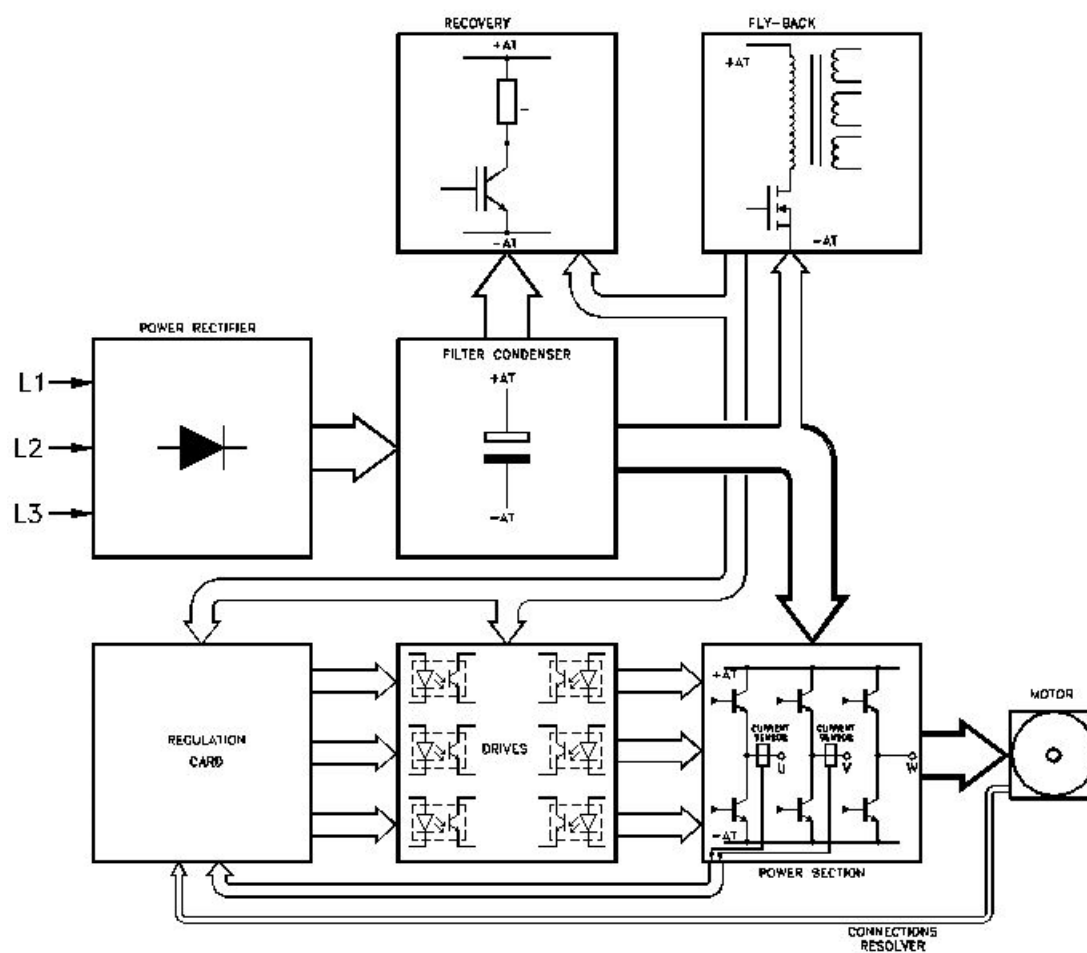 RECOVERY
+AT
-AT
FLY-BACK
+AT
-AT
POWER RECTIFIER
L1
L2
L3
FILTER CONDENSER
+AT
-AT
REGULATION
CARD
DRIVES
+AT
CURRENT
SENSOR
U
CURRENT
SENSOR
V
W
-AT
POWER SECTION
MOTOR
CONNECTIONS
RESOLVER